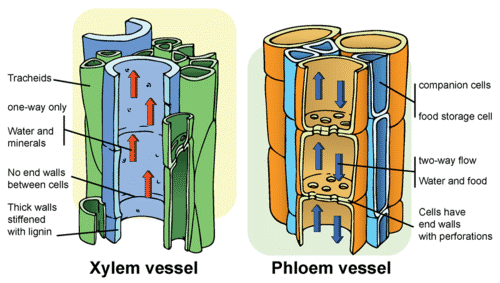 Tracheids
one-way only
Water and
minerals
No end walls
between cells
Thick walls
stiffened
with lignin
Xylem vessel
companion cells
food storage cell
two-way flow
Water and food
Cells have
end walls
with perforations
Phloem vessel